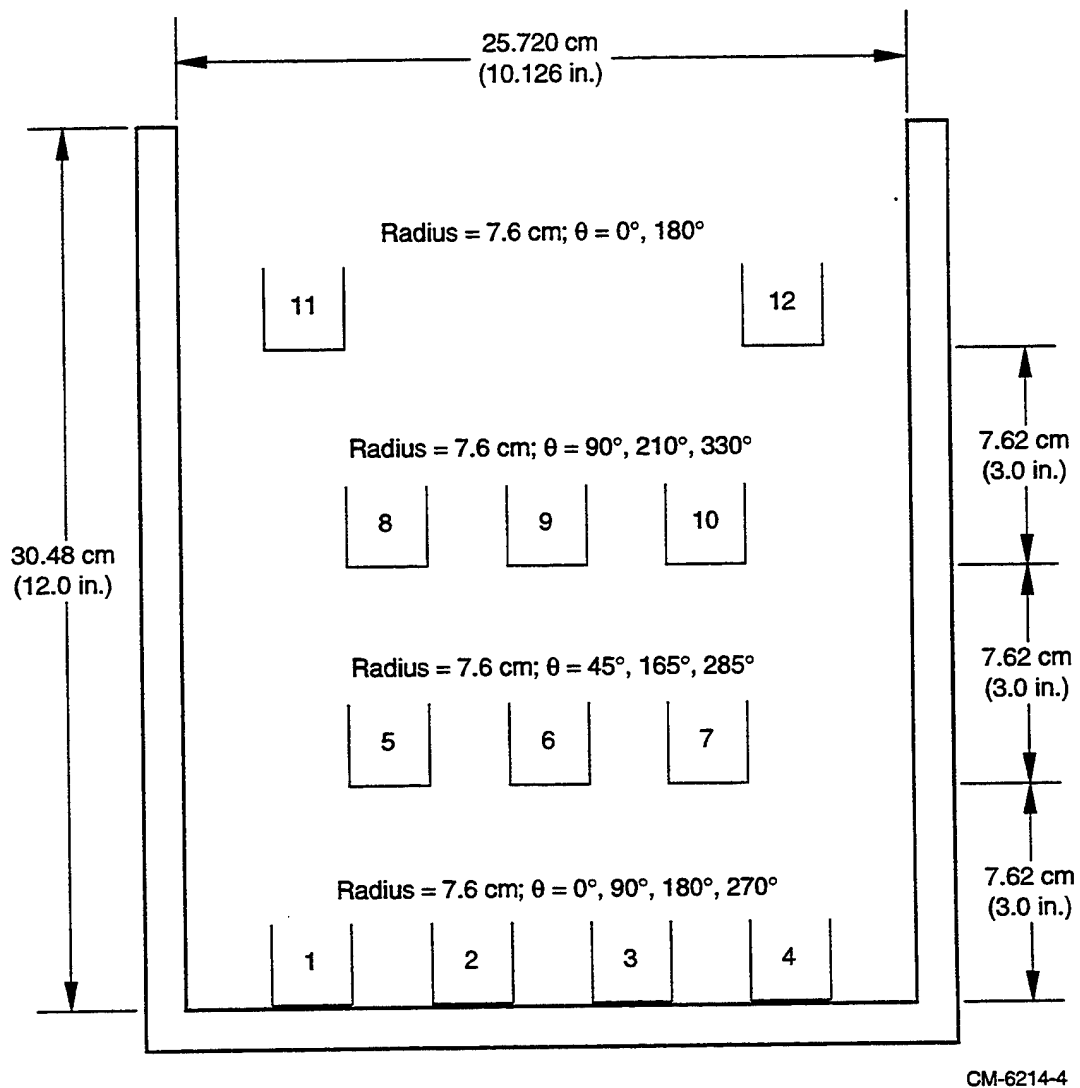 25.720 cm
(10.126 in.)
Radius = 7.6 cm; θ = 0°, 180°
11
12
7.62 cm
(3.0 in.)
Radius = 7.6 cm; θ = 90°, 210°, 330°
8
9
10
30.48 cm
(12.0 in.)
7.62 cm
(3.0 in.)
Radius = 7.6 cm; θ = 45°, 165°, 285°
5
6
7
7.62 cm
(3.0 in.)
Radius = 7.6 cm; θ = 0°, 90°, 180°, 270°
1
2
3
4
CM-6214-4